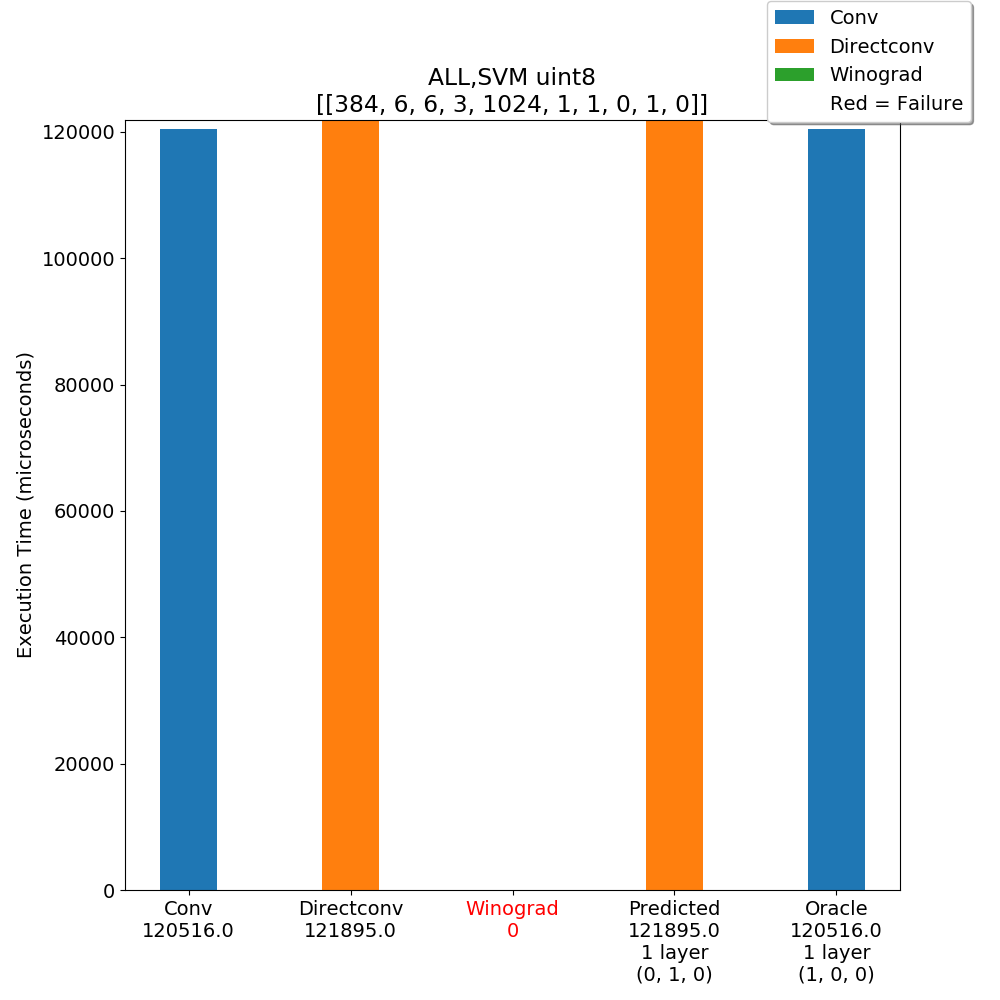 Conv
Directconv
Winograd
Red = Failure
ALL,SVM uint8
[[384, 6, 6, 3, 1024, 1, 1, 0, 1, 0]]
Execution Time (microseconds)
120000
100000
80000
60000
40000
20000
0
Conv
120516.0
Directconv
121895.0
Winograd
0
Predicted
121895.0
1 layer
(0, 1, 0)
Oracle
120516.0
1 layer
(1, 0, 0)